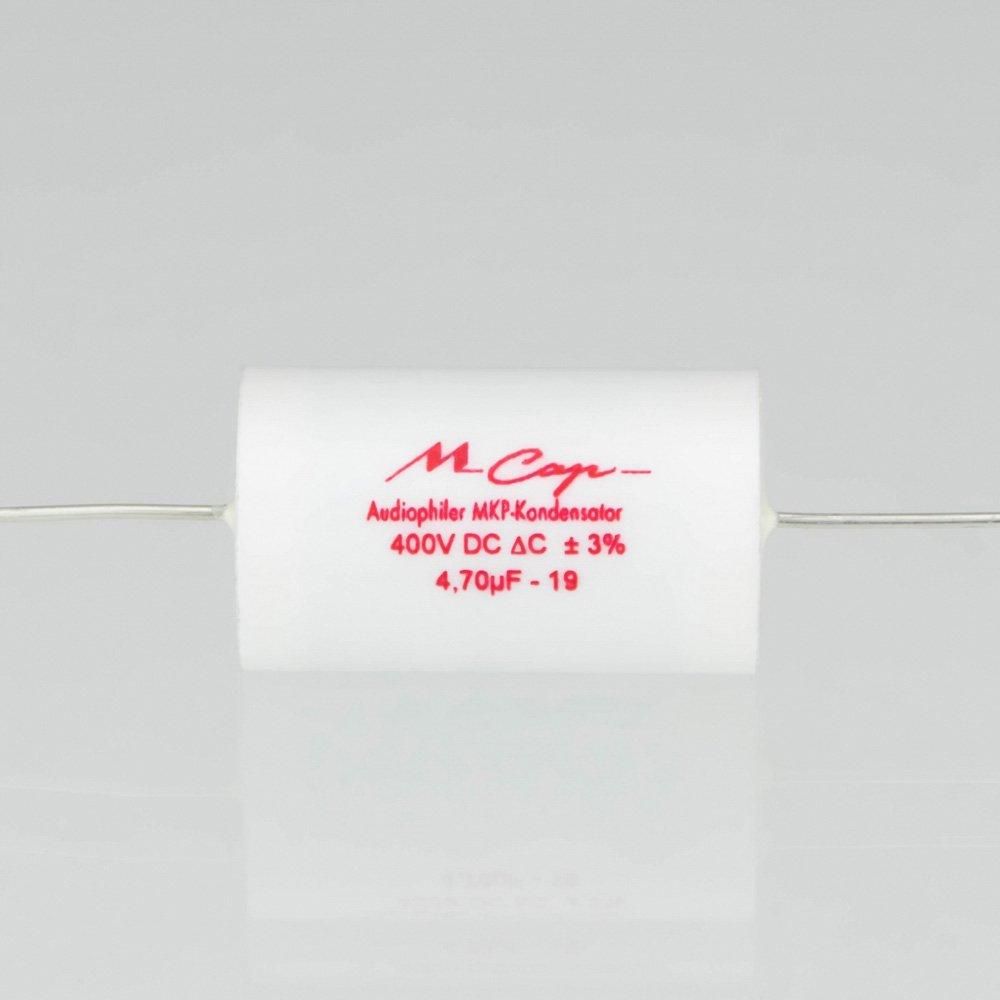 M Cap
Audiophiler MKP-Kondensator
400V DC ΔC ± 3%
4,70µF - 19